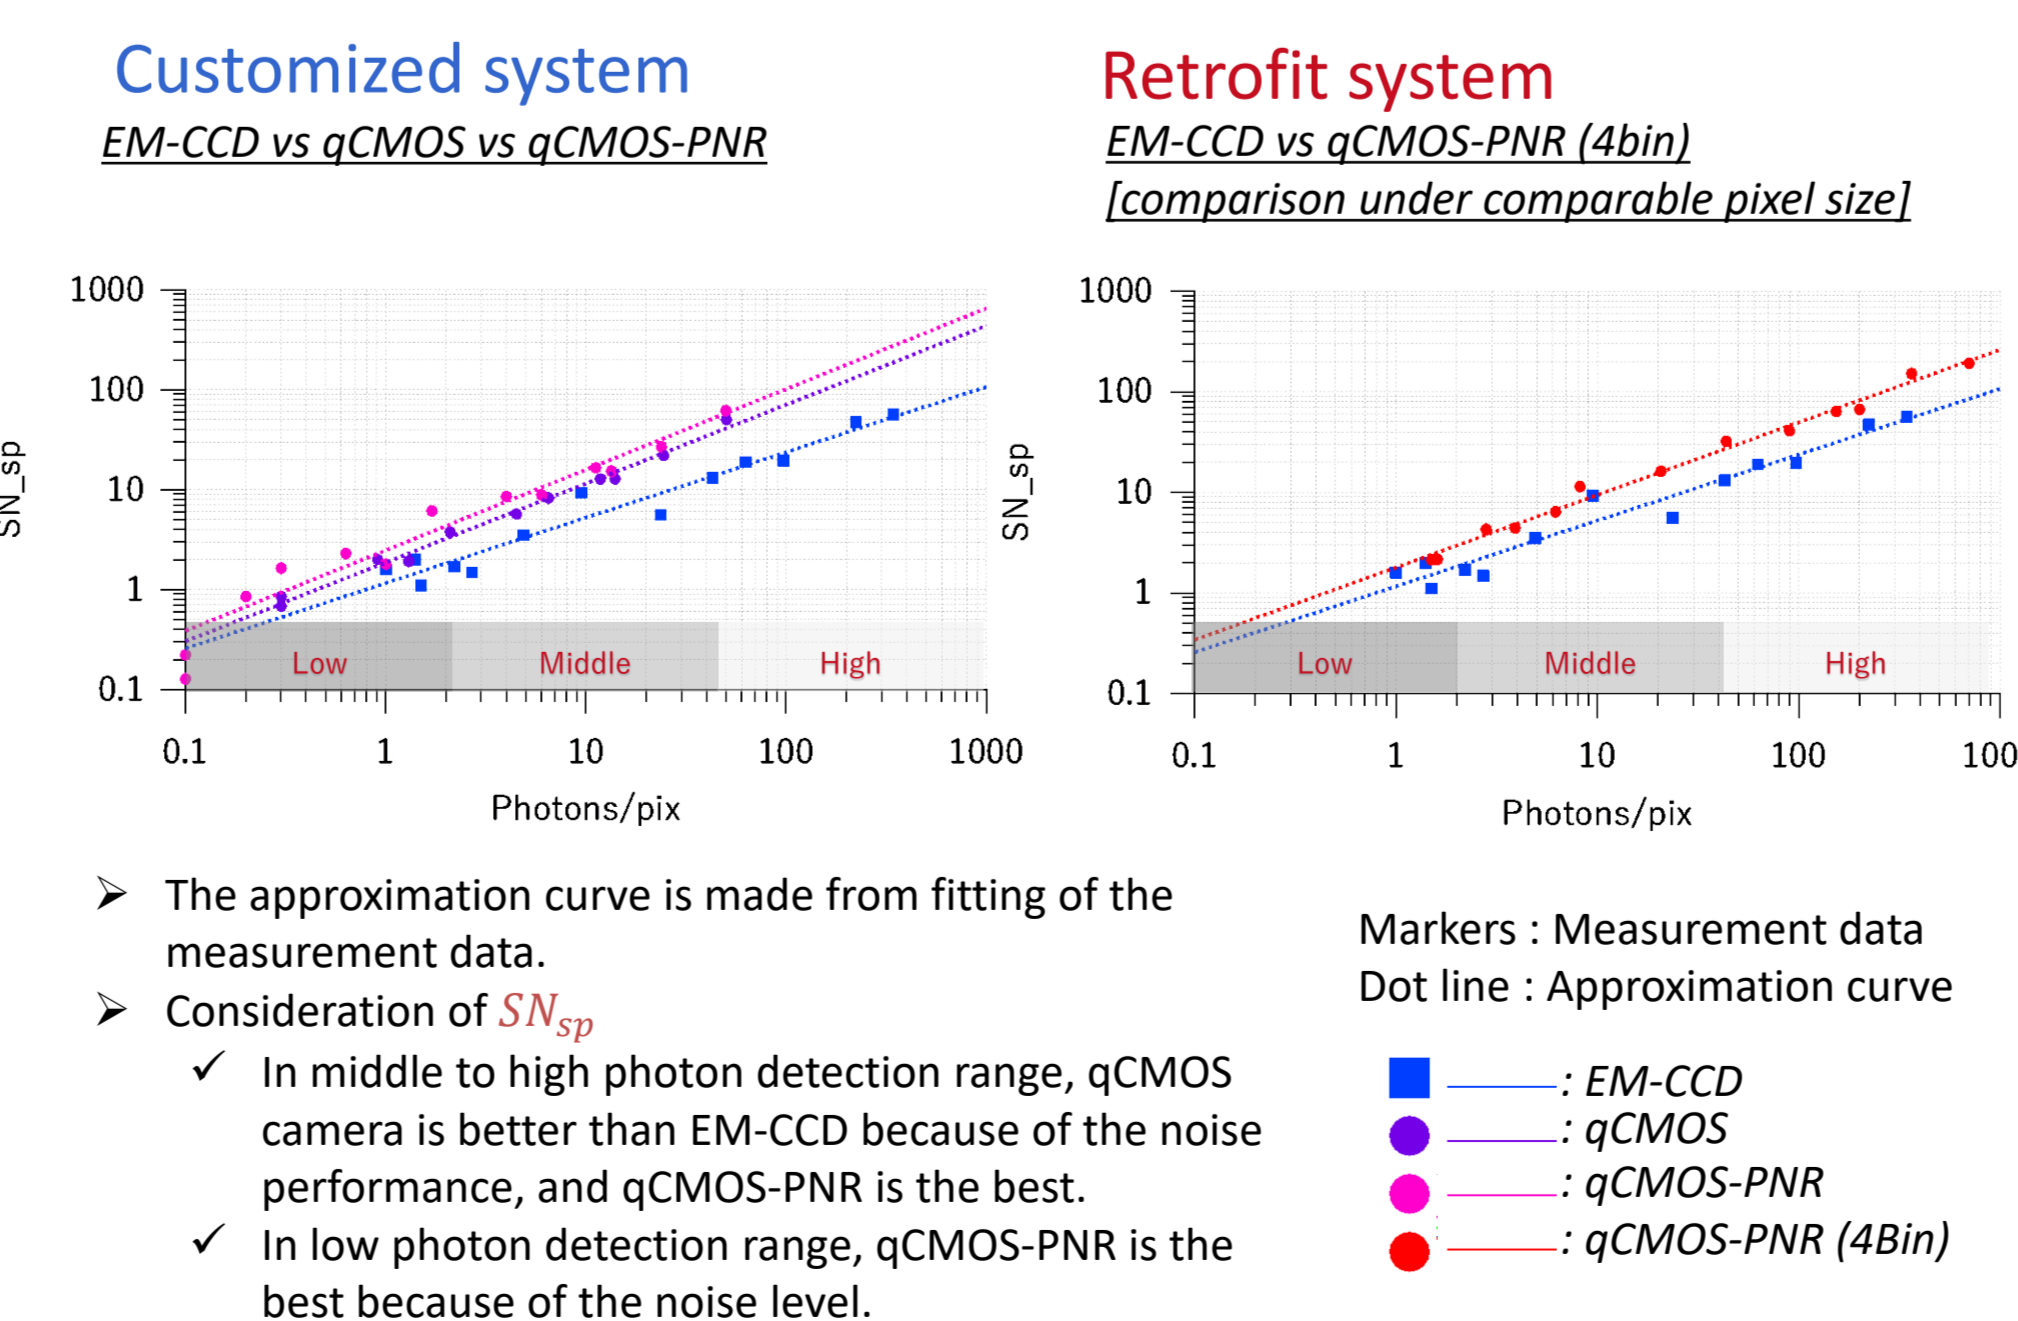 Customized system
EM-CCD vs qCMOS vs qCMOS-PNR
1000
100
10
1
0.1
SN_sp
Low
Middle
High
0.1
1
10
100
1000
Photons/pix
Retrofit system
EM-CCD vs qCMOS-PNR (4bin)
[comparison under comparable pixel size]
1000
100
10
1
0.1
SN_sp
Low
Middle
High
0.1
1
10
100
100
Photons/pix
➢ The approximation curve is made from fitting of the
measurement data.
➢ Consideration of SN_sp
✓ In middle to high photon detection range, qCMOS
camera is better than EM-CCD because of the noise
performance, and qCMOS-PNR is the best.
✓ In low photon detection range, qCMOS-PNR is the
best because of the noise level.
Markers : Measurement data
Dot line : Approximation curve
: EM-CCD
: qCMOS
: qCMOS-PNR
: qCMOS-PNR (4Bin)